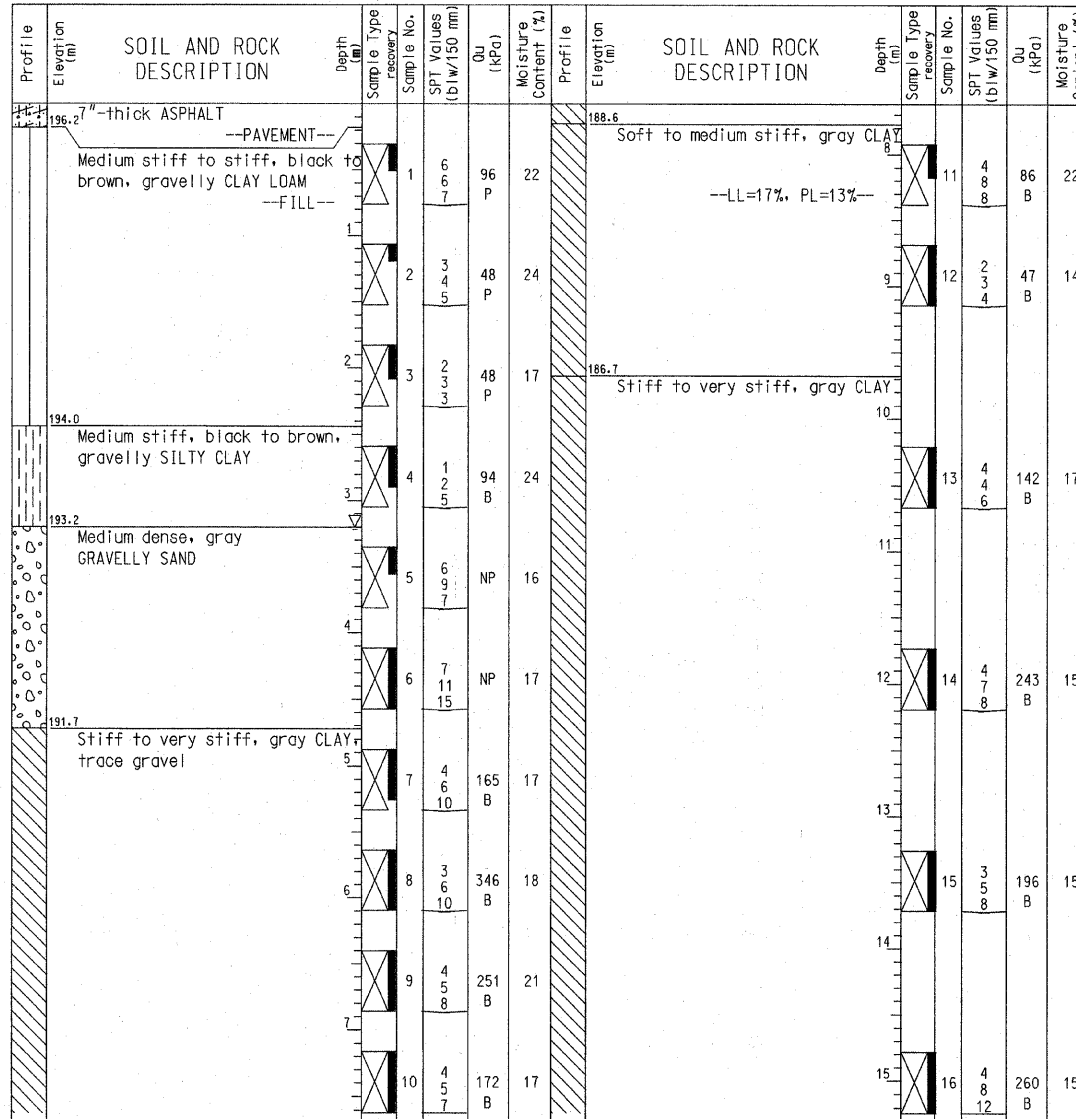 Profile
Elevation (m)
SOIL AND ROCK DESCRIPTION
Depth (m)
Sample Type
recovery
Sample No.
SPT Values (blw/150 mm)
Qu (kPa)
Moisture Content (%)
196.2 7"-thick ASPHALT
--PAVEMENT--
Medium stiff to stiff, black to
brown, gravelly CLAY LOAM
--FILL--
1 6 6 7 96 P 22
1
2 3 4 5 48 P 24
2
3 2 3 3 48 P 17
194.0
Medium stiff, black to brown,
gravelly SILTY CLAY
4 1 2 5 94 B 24
3
193.2
Medium dense, gray
GRAVELLY SAND
5 6 9 7 NP 16
4
6 7 11 15 NP 17
191.7
Stiff to very stiff, gray CLAY,
trace gravel
5
7 4 6 10 165 B 17
8 3 6 10 346 B 18
6
9 4 5 8 251 B 21
7
10 4 5 7 172 B 17
Profile
Elevation (m)
SOIL AND ROCK DESCRIPTION
Depth (m)
Sample Type
recovery
Sample No.
SPT Values (blw/150 mm)
Qu (kPa)
Moisture
188.6
Soft to medium stiff, gray CLAY
8
11 4 8 8 86 B 22
--LL=17%, PL=13%--
9
12 2 3 4 47 B 14
186.7
Stiff to very stiff, gray CLAY
10
13 4 4 6 142 B 17
11
12
14 4 7 8 243 B 15
13
15 3 5 8 196 B 15
14
15
16 4 8 12 260 B 15